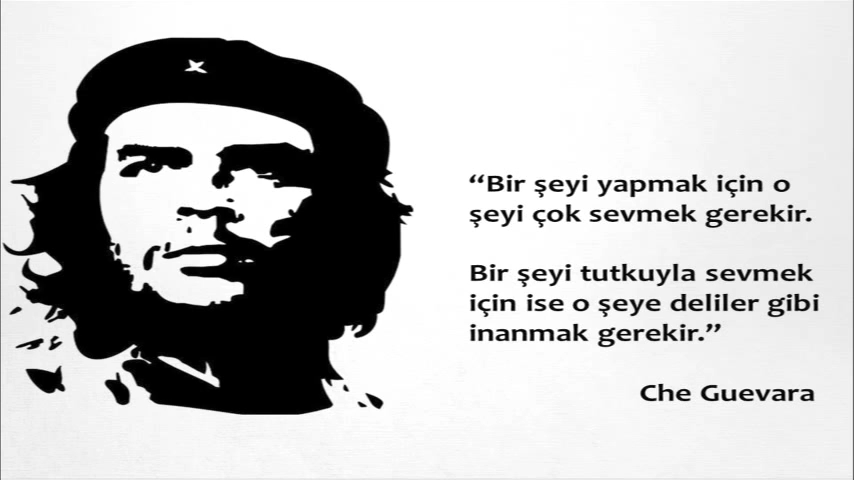 “Bir şeyi yapmak için o
şeyi çok sevmek gerekir.
Bir şeyi tutkuyla sevmek
için ise o şeye deliler gibi
inanmak gerekir.”
Che Guevara